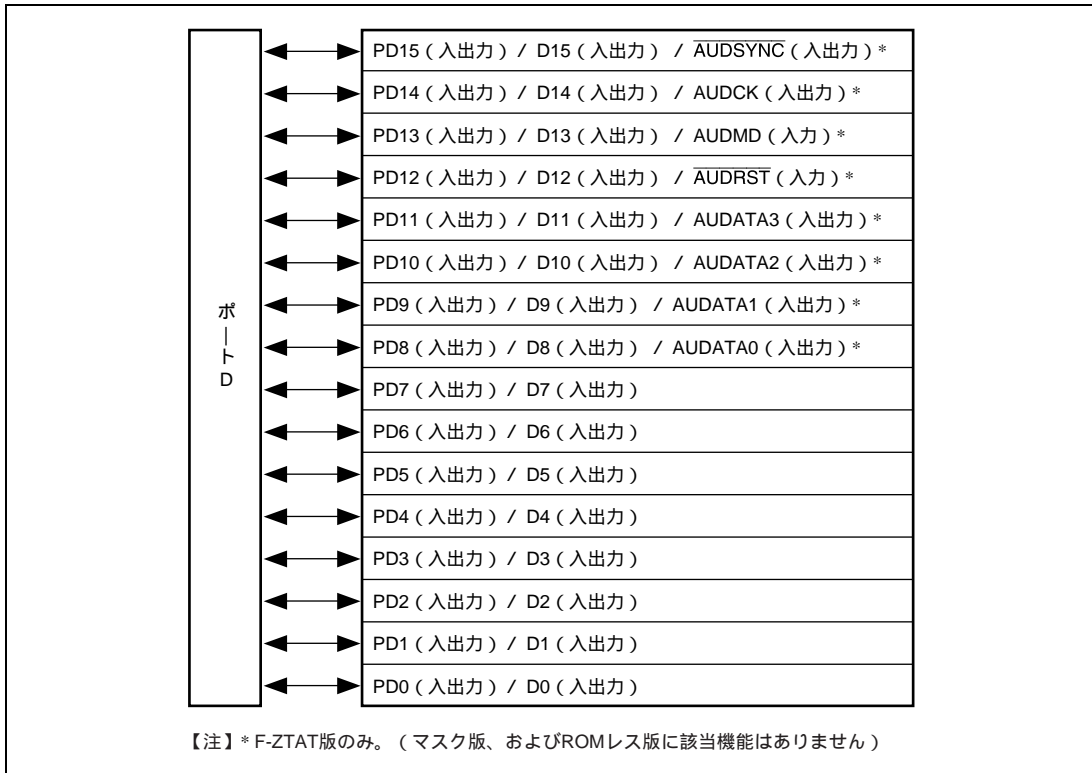 PD15（入出力）/ D15（入出力） / AUDSYNC（入出力）*
PD14（入出力）/ D14（入出力） / AUDCK（入出力）*
PD13（入出力）/ D13（入出力） / AUDMD（入力）*
PD12（入出力）/ D12（入出力） / AUDRST（入力）*
PD11（入出力）/ D11（入出力） / AUDATA3（入出力）*
PD10（入出力）/ D10（入出力） / AUDATA2（入出力）*
PD9（入出力）/ D9（入出力） / AUDATA1（入出力）*
PD8（入出力）/ D8（入出力） / AUDATA0（入出力）*
ポートD
PD7（入出力）/ D7（入出力）
PD6（入出力）/ D6（入出力）
PD5（入出力）/ D5（入出力）
PD4（入出力）/ D4（入出力）
PD3（入出力）/ D3（入出力）
PD2（入出力）/ D2（入出力）
PD1（入出力）/ D1（入出力）
PD0（入出力）/ D0（入出力）
【注】* F-ZTAT版のみ。（マスク版、およびROMレス版に該当機能はありません）